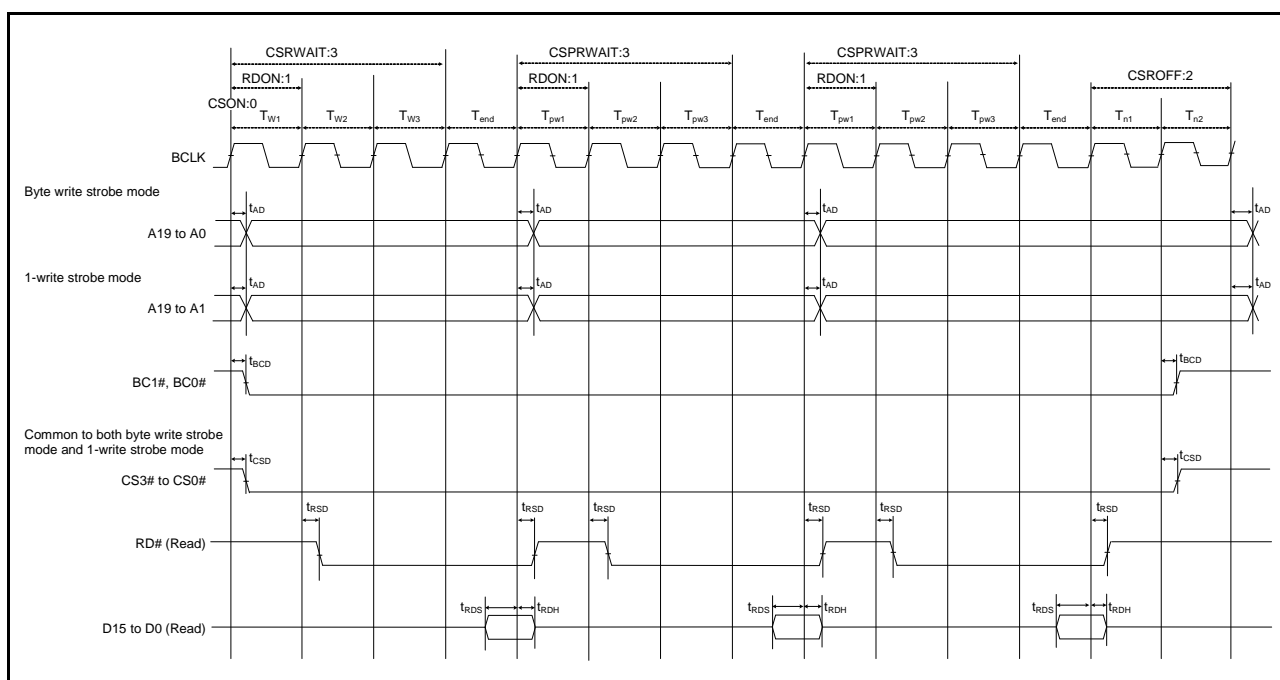 CSRWAIT:3 CSPRWAIT:3 CSPRWAIT:3
RDON:1 RDON:1 RDON:1 CSROFF:2
CSON:0
TW1 TW2 TW3 Tend Tpw1 Tpw2 Tpw3 Tend Tpw1 Tpw2 Tpw3 Tend Tn1 Tn2
BCLK
Byte write strobe mode
tAD tAD tAD tAD
A19 to A0
1-write strobe mode
tAD tAD tAD tAD
A19 to A1
tBCD tBCD
BC1#, BC0#
Common to both byte write strobe
mode and 1-write strobe mode
tCSD tCSD
CS3# to CS0#
tRSD tRSD tRSD tRSD tRSD tRSD
RD# (Read)
tRDS tRDH tRDS tRDH tRDS tRDH
D15 to D0 (Read)